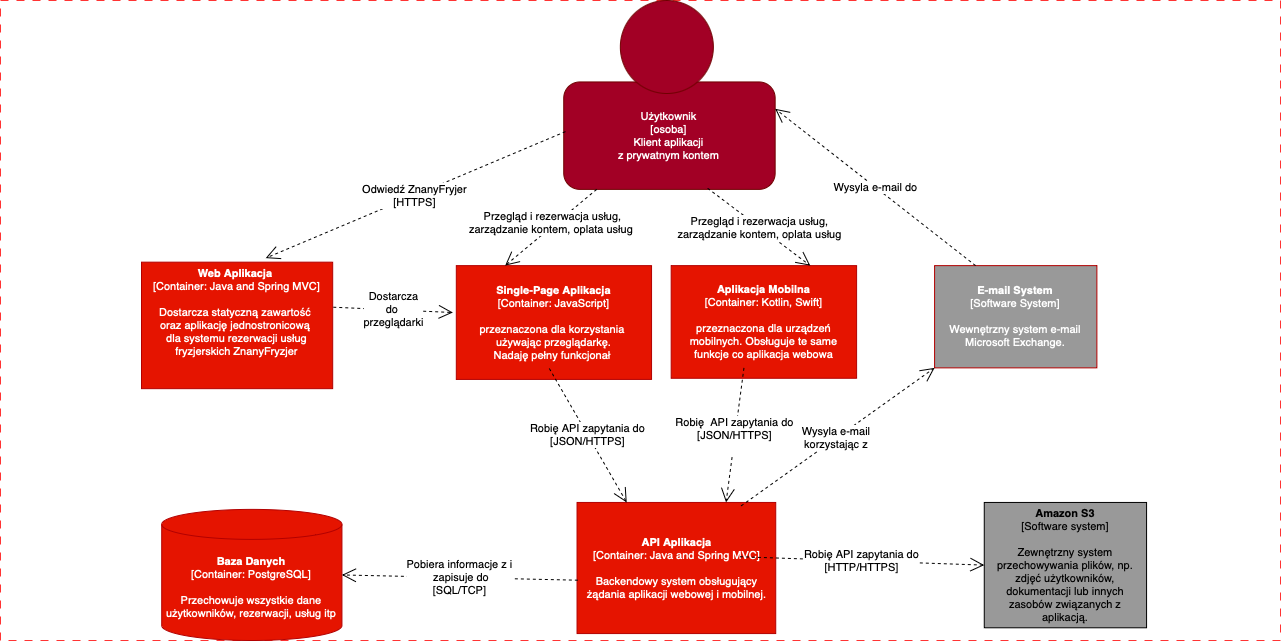 Użytkownik
[osoba]
Klient aplikacji
z prywatnym kontem
Odwiedź ZnanyFryjer
[HTTPS]
Przegląd i rezerwacja usług,
zarządzanie kontem, oplata usług
Przegląd i rezerwacja usług,
zarządzanie kontem, oplata usług
Wysyla e-mail do
Web Aplikacja
[Container: Java and Spring MVC]
Dostarcza statyczną zawartość
oraz aplikację jednostronicową
dla systemu rezerwacji usług
fryzjerskich ZnanyFryzjer
Dostarcza
do
przeglądarki
Single-Page Aplikacja
[Container: JavaScript]
przeznaczona dla korzystania
używając przeglądarkę.
Nadaję pełny funkcjonał
Aplikacja Mobilna
[Container: Kotlin, Swift]
przeznaczona dla urządzeń
mobilnych. Obsługuje te same
funkcje co aplikacja webowa
E-mail System
[Software System]
Wewnętrzny system e-mail
Microsoft Exchange.
Robię API zapytania do
[JSON/HTTPS]
Robię  API zapytania do
[JSON/HTTPS]
Wysyla e-mail
korzystając z
Baza Danych
[Container: PostgreSQL]
Przechowuje wszystkie dane
użytkowników, rezerwacji, usług itp
Pobiera informacje z i
zapisuje do
[SQL/TCP]
API Aplikacja
[Container: Java and Spring MVC]
Backendowy system obsługujący
żądania aplikacji webowej i mobilnej.
Robię API zapytania do
[HTTP/HTTPS]
Amazon S3
[Software system]
Zewnętrzny system
przechowywania plików, np.
zdjęć użytkowników,
dokumentacji lub innych
zasobów związanych z
aplikacją.